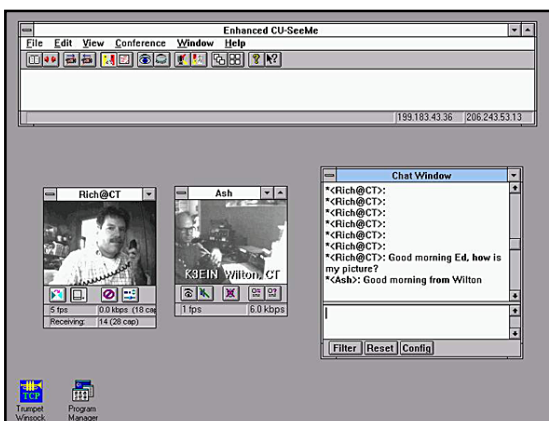 Enhanced CU-SeeMe
File Edit View Conference Window Help
199.183.43.36 206.243.53.13
Rich@CT
5 fps 0.0 kbps (18 cap
Receiving: 14 (28 cap)
Ash
K3EIN Wilton, CT
1 fps 6.0 kbps
Chat Window
*<Rich@CT>:
*<Rich@CT>:
*<Rich@CT>:
*<Rich@CT>:
*<Rich@CT>:
*<Rich@CT>: Good morning Ed, how is
my picture?
*<Ash>: Good morning from Wilton
Filter Reset Config
TCP
Trumpet
Winsock
Program
Manager